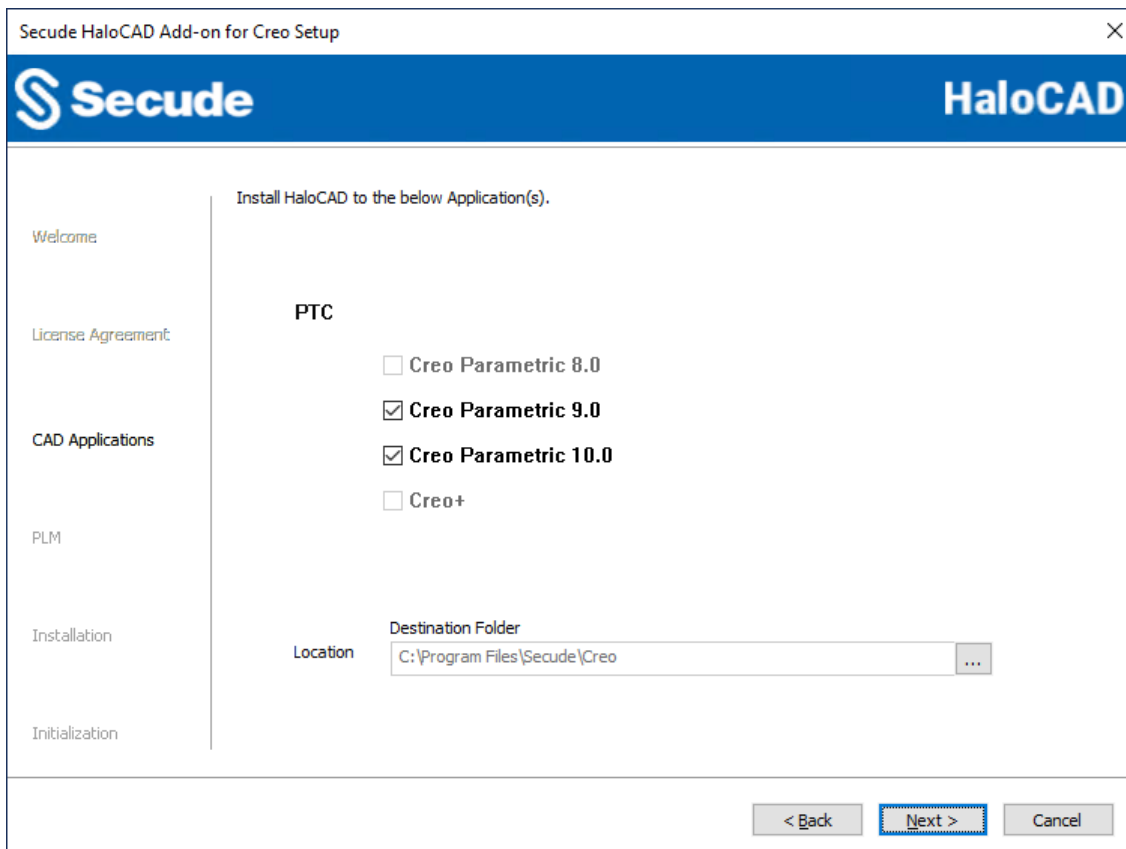 Secude HaloCAD Add-on for Creo Setup
Secude HaloCAD
Install HaloCAD to the below Application(s).
Welcome
License Agreement
CAD Applications
PLM
Installation
Initialization
PTC
Creo Parametric 8.0
Creo Parametric 9.0
Creo Parametric 10.0
Creo+
Destination Folder
Location C:\Program Files\Secude\Creo ...
< Back Next > Cancel